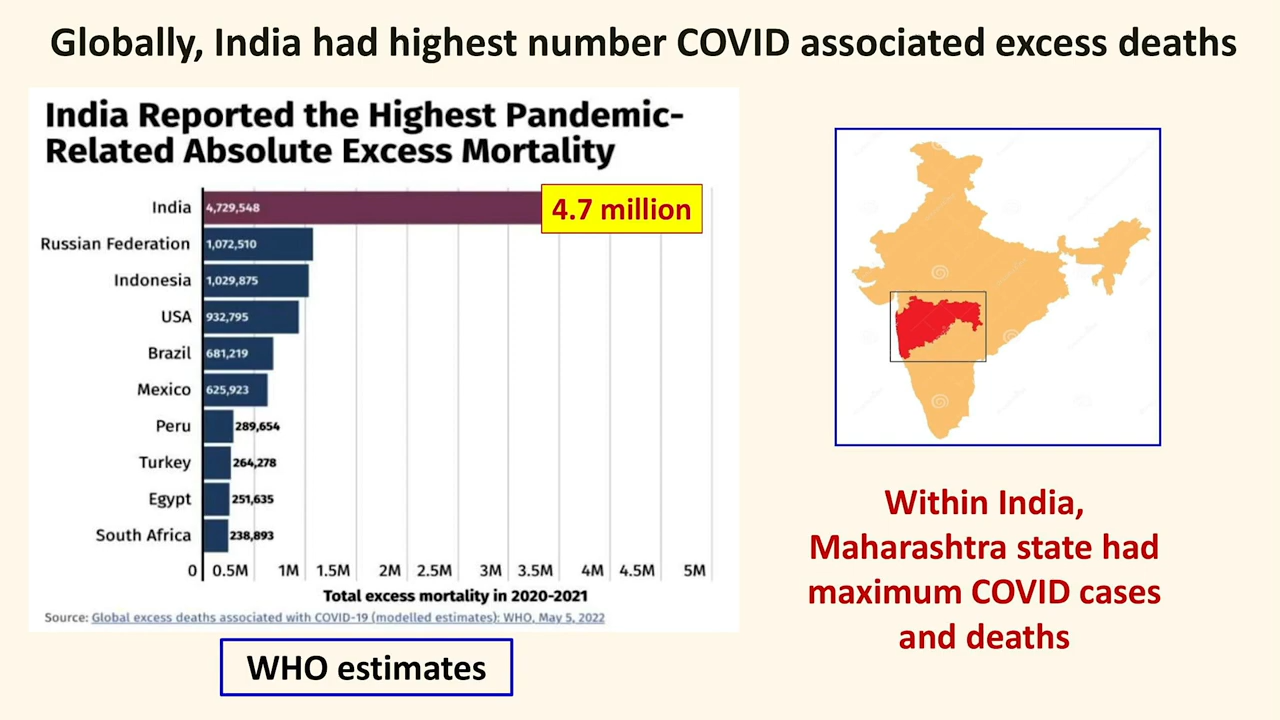 Globally, India had highest number COVID associated excess deaths
India Reported the Highest Pandemic-
Related Absolute Excess Mortality
India 4,729,548 4.7 million
Russian Federation 1,072,510
Indonesia 1,029,875
USA 932,795
Brazil 681,219
Mexico 625,923
Peru 289,654
Turkey 264,278
Egypt 251,635
South Africa 238,893
0 0.5M 1M 1.5M 2M 2.5M 3M 3.5M 4M 4.5M 5M
Total excess mortality in 2020-2021
Source: Global excess deaths associated with COVID-19 (modelled estimates): WHO, May 5, 2022
WHO estimates
Within India,
Maharashtra state had
maximum COVID cases
and deaths